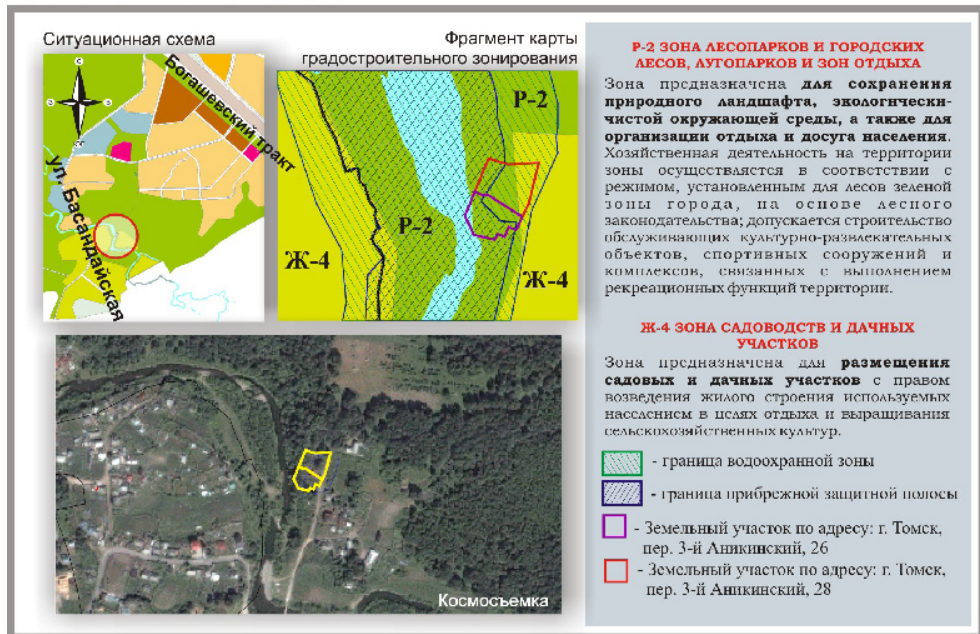 Ситуационная схема
Богашевский тракт
ул. Басандайская
Фрагмент карты
градостроительного зонирования
Р-2
Р-2
Ж-4
Ж-4
Космосъемка
Р-2 ЗОНА ЛЕСОПАРКОВ И ГОРОДСКИХ
ЛЕСОВ, ЛУГОПАРКОВ И ЗОН ОТДЫХА
Зона предназначена для сохранения
природного ландшафта, экологически-
чистой окружающей среды, а также для
организации отдыха и досуга населения.
Хозяйственная деятельность на территории
зоны осуществляется в соответствии с
режимом, установленным для лесов зеленой
зоны города, на основе лесного
законодательства; допускается строительство
обслуживающих культурно-развлекательных
объектов, спортивных сооружений и
комплексов, связанных с выполнением
рекреационных функций территории.
Ж-4 ЗОНА САДОВОДСТВ И ДАЧНЫХ
УЧАСТКОВ
Зона предназначена для размещения
садовых и дачных участков с правом
возведения жилого строения используемых
населением в целях отдыха и выращивания
сельскохозяйственных культур.
- граница водоохранной зоны
- граница прибрежной защитной полосы
- Земельный участок по адресу: г. Томск,
пер. 3-й Аникинский, 26
- Земельный участок по адресу: г. Томск,
пер. 3-й Аникинский, 28